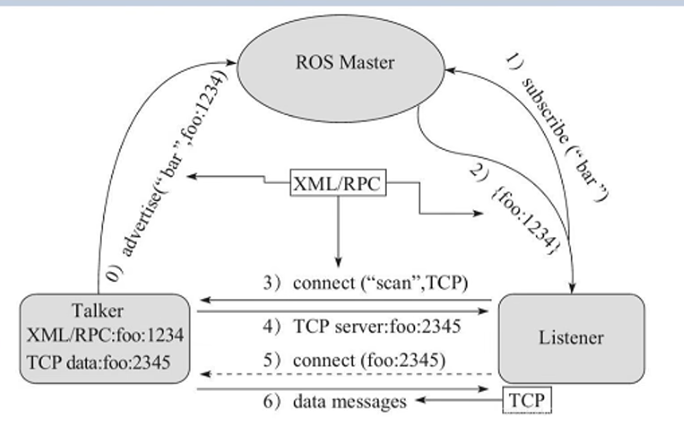 ROS Master
0) advertise(“bar”,foo:1234)
1) subscribe (“bar”)
2) {foo:1234}
XML/RPC
3) connect (“scan”,TCP)
4) TCP server:foo:2345
5) connect (foo:2345)
6) data messages
TCP
Talker
XML/RPC:foo:1234
TCP data:foo:2345
Listener